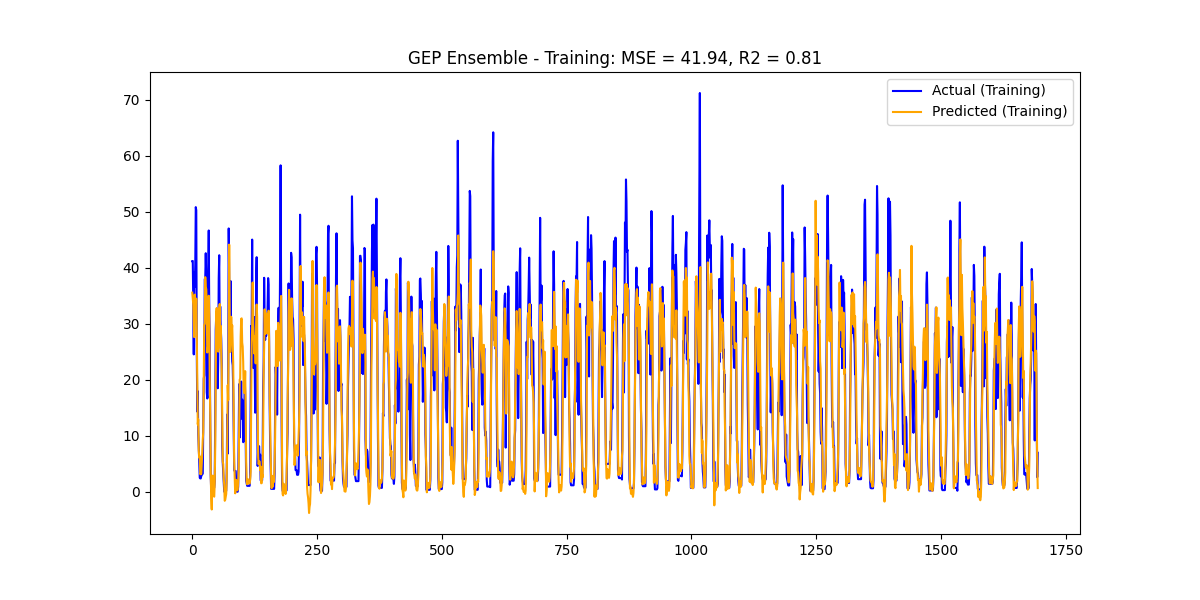 GEP Ensemble - Training: MSE = 41.94, R2 = 0.81
Actual (Training)
Predicted (Training)
70
60
50
40
30
20
10
0
0 250 500 750 1000 1250 1500 1750